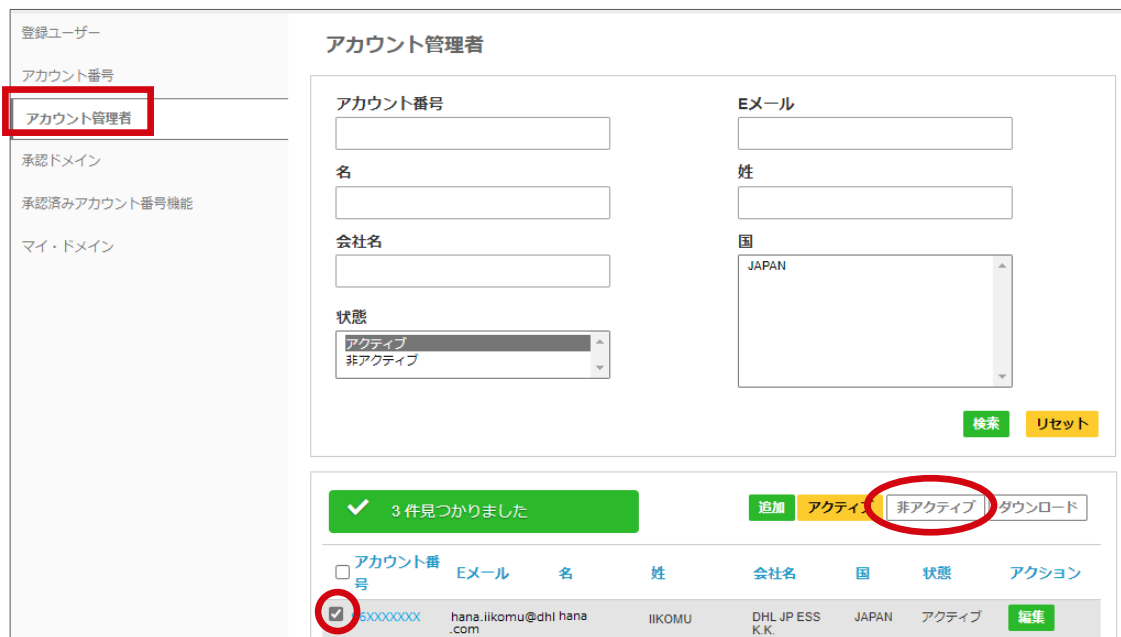 登録ユーザー
アカウント番号
アカウント管理者
承認ドメイン
承認済みアカウント番号機能
マイ・ドメイン
アカウント管理者
アカウント番号
Eメール
名
姓
会社名
国
JAPAN
状態
アクティブ
非アクティブ
検索 リセット
3 件見つかりました
追加 アクティブ 非アクティブ ダウンロード
アカウント番
号
Eメール 名 姓 会社名 国 状態 アクション
XXXXXXX hana.iikomu@dhl hana IIKOMU DHL JP ESS JAPAN アクティブ 編集
.com K.K.